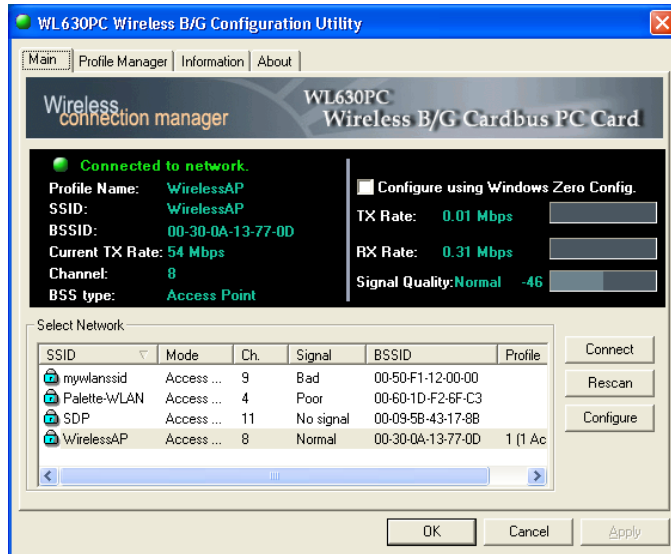 WL630PC Wireless B/G Configuration Utility
Main Profile Manager Information About
Wireless
connection manager
WL630PC
Wireless B/G Cardbus PC Card
Connected to network.
Profile Name: WirelessAP
SSID: WirelessAP
BSSID: 00-30-0A-13-77-0D
Current TX Rate: 54 Mbps
Channel: 8
BSS type: Access Point
Configure using Windows Zero Config.
TX Rate: 0.01 Mbps
RX Rate: 0.31 Mbps
Signal Quality: Normal -46
Select Network
SSID Mode Ch. Signal BSSID Profile
mywlanssid Access ... 9 Bad 00-50-F1-12-00-00
Palette-WLAN Access ... 4 Poor 00-60-1D-F2-6F-C3
SDP Access ... 11 No signal 00-09-5B-43-17-8B
WirelessAP Access ... 8 Normal 00-30-0A-13-77-0D 1 (1 Ac
Connect
Rescan
Configure
OK Cancel Apply